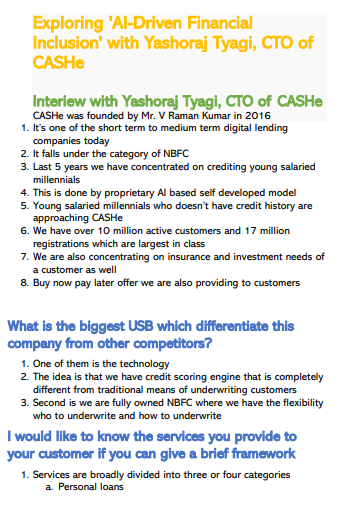 Exploring 'AI-Driven Financial
Inclusion' with Yashoraj Tyagi, CTO of
CASHe
Interiew with Yashoraj Tyagi, CTO of CASHe
CASHe was founded by Mr. V Raman Kumar in 2016
1. It's one of the short term to medium term digital lending
companies today
2. It falls under the category of NBFC
3. Last 5 years we have concentrated on crediting young salaried
millennials
4. This is done by proprietary AI based self developed model
5. Young salaried millennials who doesn't have credit history are
approaching CASHe
6. We have over 10 million active customers and 17 million
registrations which are largest in class
7. We are also concentrating on insurance and investment needs of
a customer as well
8. Buy now pay later offer we are also providing to customers
What is the biggest USB which differentiate this
company from other competitors?
1. One of them is the technology
2. The idea is that we have credit scoring engine that is completely
different from traditional means of underwriting customers
3. Second is we are fully owned NBFC where we have the flexibility
who to underwrite and how to underwrite
I would like to know the services you provide to
your customer if you can give a brief framework
1. Services are broadly divided into three or four categories
a. Personal loans